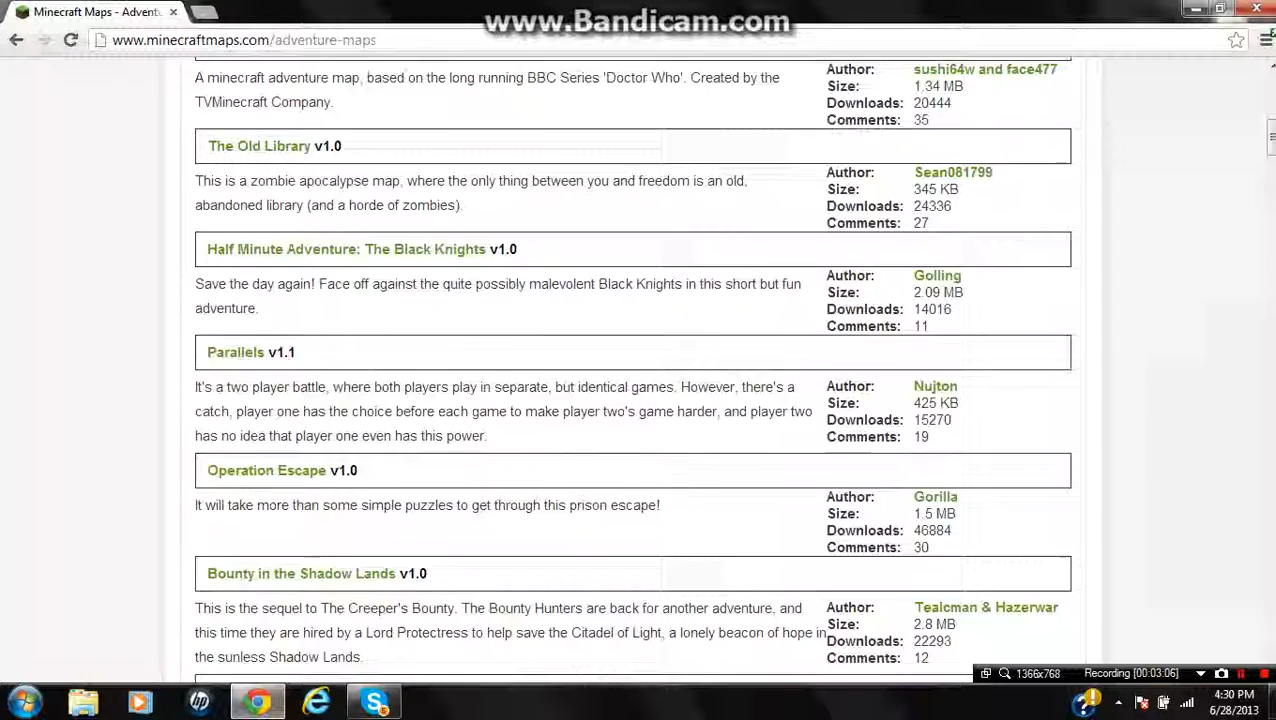 Minecraft Maps - Advent
www.Bandicam.com
www.minecraftmaps.com/adventure-maps
A minecraft adventure map, based on the long running BBC Series 'Doctor Who'. Created by the
TVMinecraft Company.
Author: sushi64w and face477
Size: 1.34 MB
Downloads: 20444
Comments: 35
The Old Library v1.0
This is a zombie apocalypse map, where the only thing between you and freedom is an old,
abandoned library (and a horde of zombies).
Author: Sean081799
Size: 345 KB
Downloads: 24336
Comments: 27
Half Minute Adventure: The Black Knights v1.0
Save the day again! Face off against the quite possibly malevolent Black Knights in this short but fun
adventure.
Author: Golling
Size: 2.09 MB
Downloads: 14016
Comments: 11
Parallels v1.1
It's a two player battle, where both players play in separate, but identical games. However, there's a
catch, player one has the choice before each game to make player two's game harder, and player two
has no idea that player one even has this power.
Author: Nujton
Size: 425 KB
Downloads: 15270
Comments: 19
Operation Escape v1.0
It will take more than some simple puzzles to get through this prison escape!
Author: Gorilla
Size: 1.5 MB
Downloads: 46884
Comments: 30
Bounty in the Shadow Lands v1.0
This is the sequel to The Creeper's Bounty. The Bounty Hunters are back for another adventure, and
this time they are hired by a Lord Protectress to help save the Citadel of Light, a lonely beacon of hope in
the sunless Shadow Lands.
Author: Tealcman & Hazerwar
Size: 2.8 MB
Downloads: 22293
Comments: 12
1366x768
Recording [00:03:06]
4:30 PM
6/28/2013